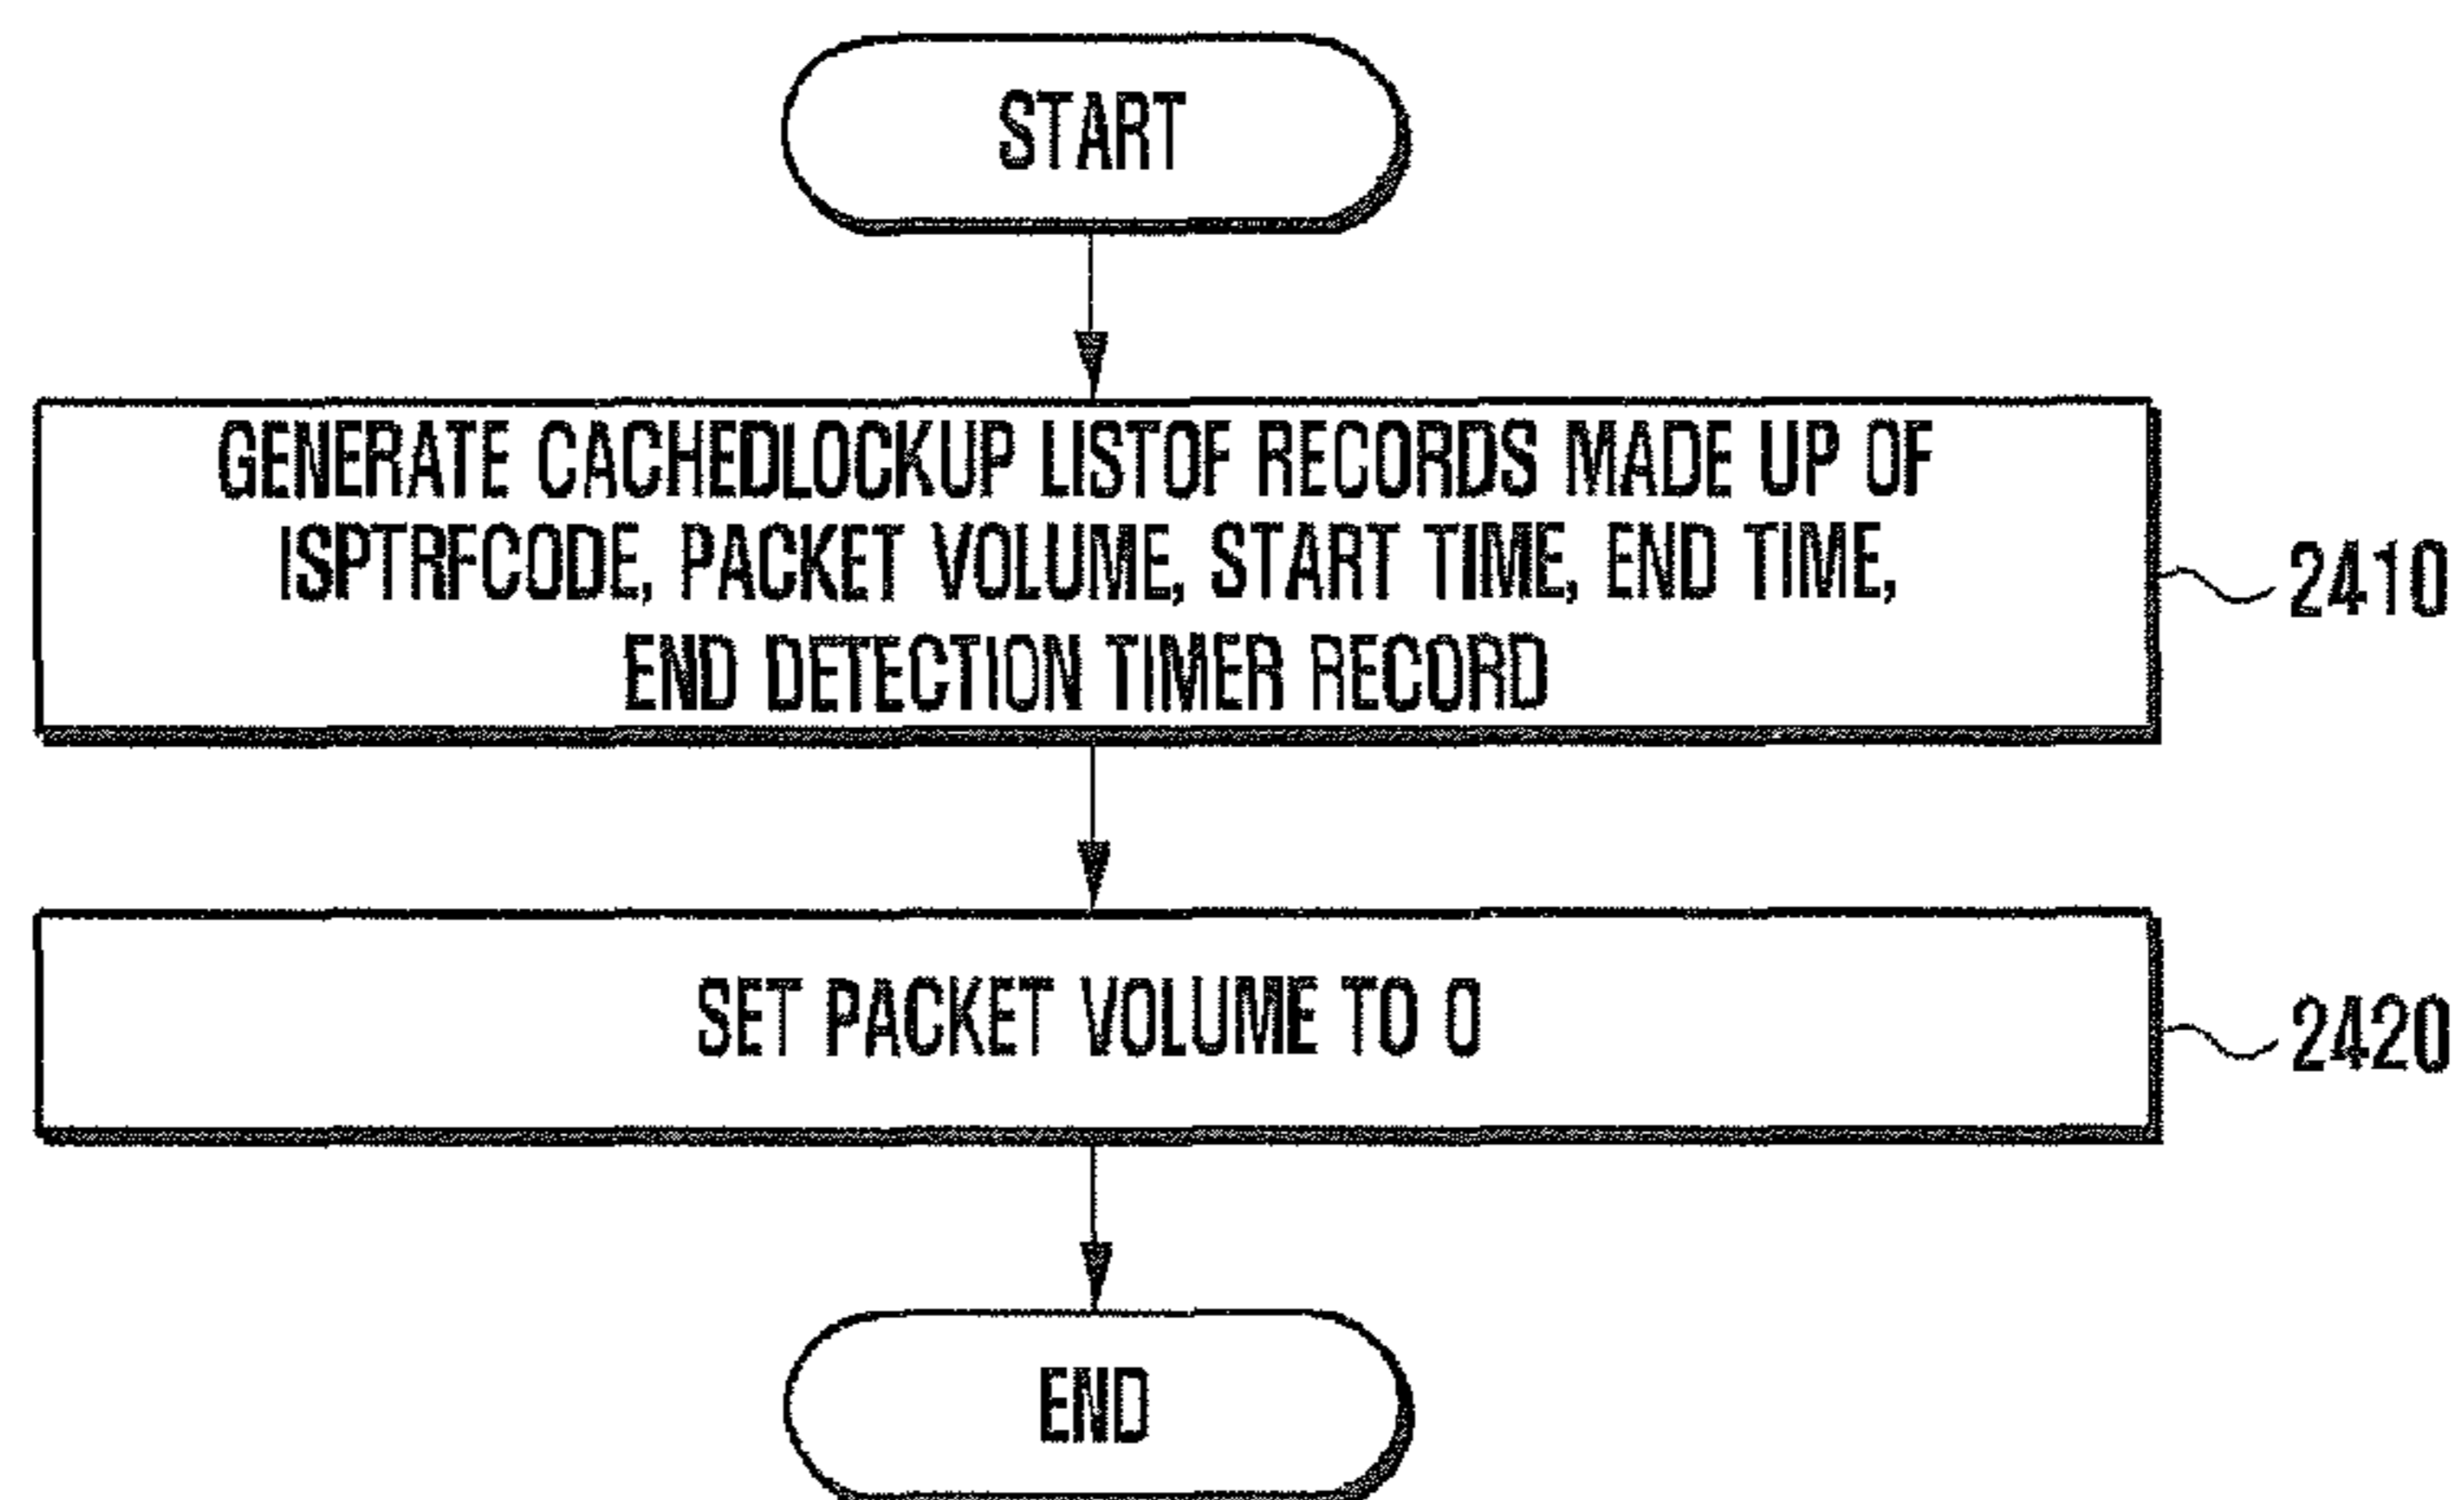 START
GENERATE CACHEDLOCKUP LISTOF RECORDS MADE UP OF
ISPTRFCODE, PACKET VOLUME, START TIME, END TIME,
END DETECTION TIMER RECORD
2410
SET PACKET VOLUME TO 0
2420
END